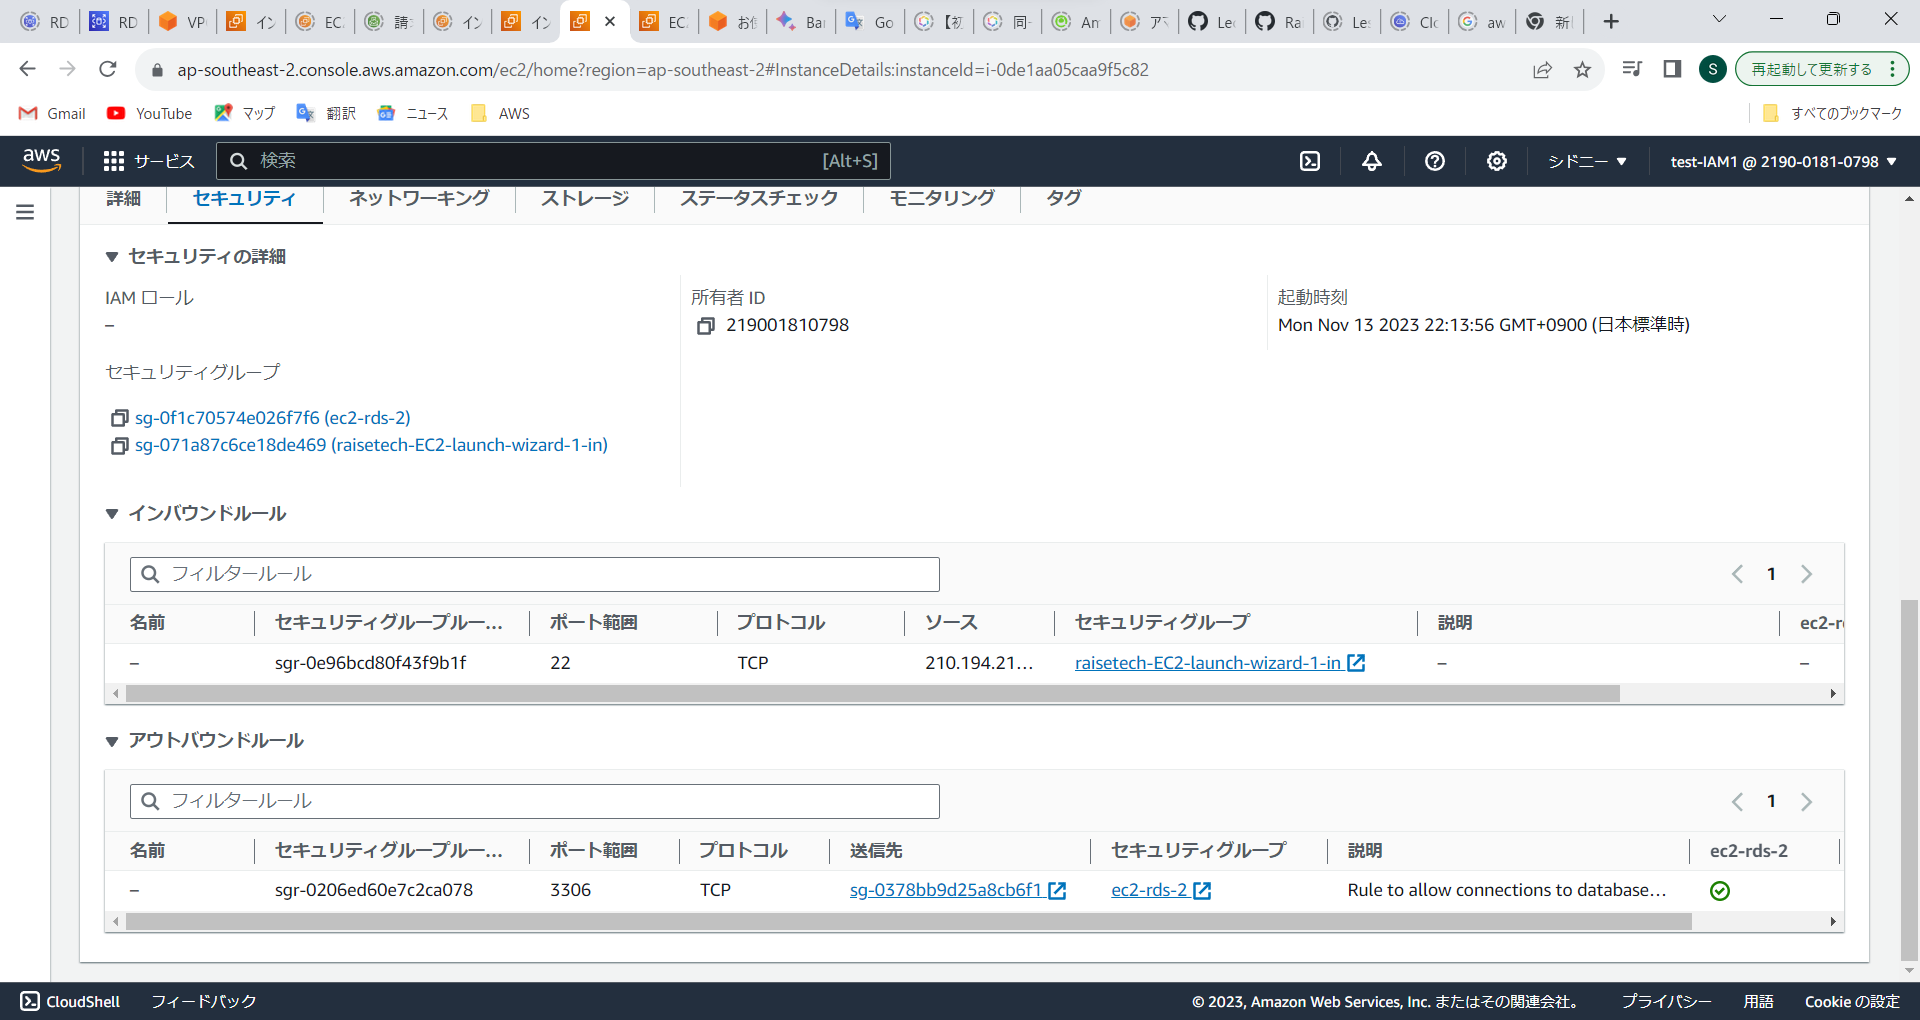 RD
RD
VP
イン
EC
請
イン
イン
EC
お
Ba
Go
【初
同
An
アマ
Le
Ra
Le
Clo
aw
新し
ap-southeast-2.console.aws.amazon.com/ec2/home?region=ap-southeast-2#InstanceDetails:instanceId=i-0de1aa05caa9f5c82
S
再起動して更新する
Gmail
YouTube
マップ
翻訳
ニュース
AWS
すべてのブックマーク
aws
サービス
検索
[Alt+S]
シドニー
test-IAM1 @ 2190-0181-0798
詳細
セキュリティ
ネットワーキング
ストレージ
ステータスチェック
モニタリング
タグ
セキュリティの詳細
IAM ロール
所有者 ID
起動時刻
–
219001810798
Mon Nov 13 2023 22:13:56 GMT+0900 (日本標準時)
セキュリティグループ
sg-0f1c70574e026f7f6 (ec2-rds-2)
sg-071a87c6ce18de469 (raisetech-EC2-launch-wizard-1-in)
インバウンドルール
フィルタールール
1
名前
セキュリティグループルー...
ポート範囲
プロトコル
ソース
セキュリティグループ
説明
ec2-r
–
sgr-0e96bcd80f43f9b1f
22
TCP
210.194.21...
raisetech-EC2-launch-wizard-1-in
–
–
アウトバウンドルール
フィルタールール
1
名前
セキュリティグループルー...
ポート範囲
プロトコル
送信先
セキュリティグループ
説明
ec2-rds-2
–
sgr-0206ed60e7c2ca078
3306
TCP
sg-0378bb9d25a8cb6f1
ec2-rds-2
Rule to allow connections to database...
CloudShell
フィードバック
© 2023, Amazon Web Services, Inc. またはその関連会社。
プライバシー
用語
Cookie の設定